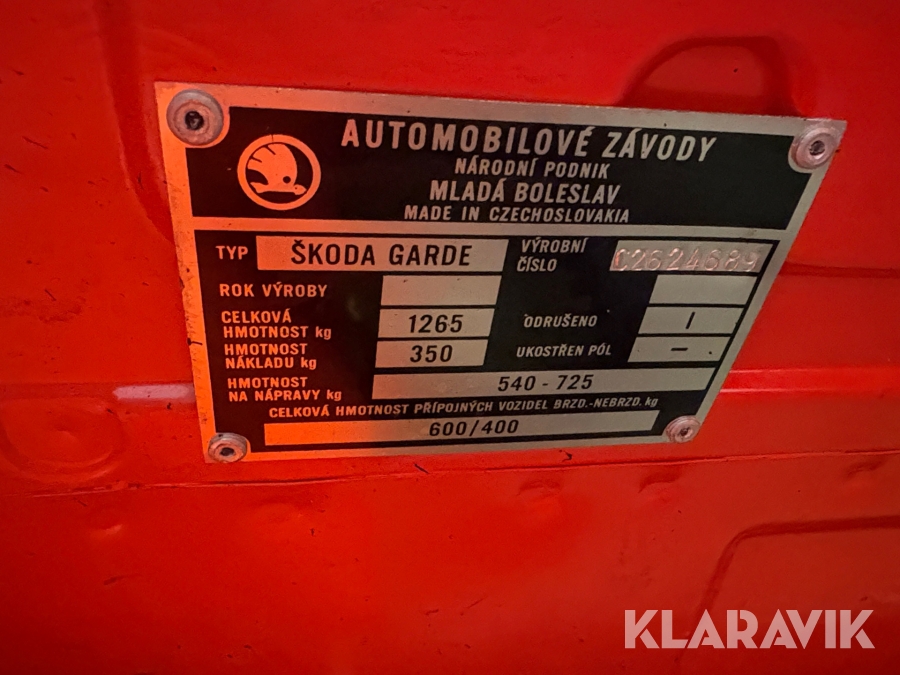 AUTOMOBILOVÉ ZÁVODY
NÁRODNÍ PODNIK
MLADÁ BOLESLAV
MADE IN CZECHOSLOVAKIA
TYP ŠKODA GARDE VÝROBNÍ ČÍSLO C2624689
ROK VÝROBY
CELKOVÁ HMOTNOST kg 1265 ODRUŠENO I
HMOTNOST NÁKLADU kg 350 UKOSTŘEN PÓL –
HMOTNOST NA NÁPRAVY kg 540 - 725
CELKOVÁ HMOTNOST PŘÍPOJNÝCH VOZIDEL BRZD.-NEBRZD. kg
600/400
KLARAVIK